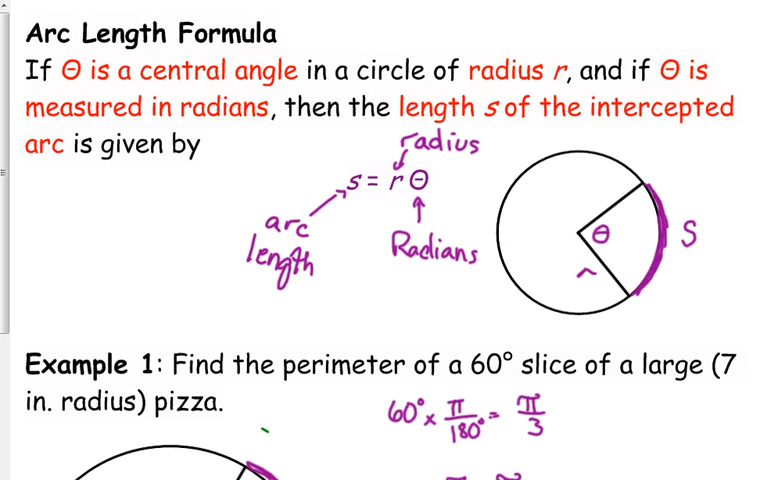 Arc Length Formula
If Θ is a central angle in a circle of radius r, and if Θ is
measured in radians, then the length s of the intercepted
arc is given by
radius
s = r Θ
arc
length
Radians
Θ
r
S
Example 1: Find the perimeter of a 60° slice of a large (7
in. radius) pizza.
60° x π/180° = π/3